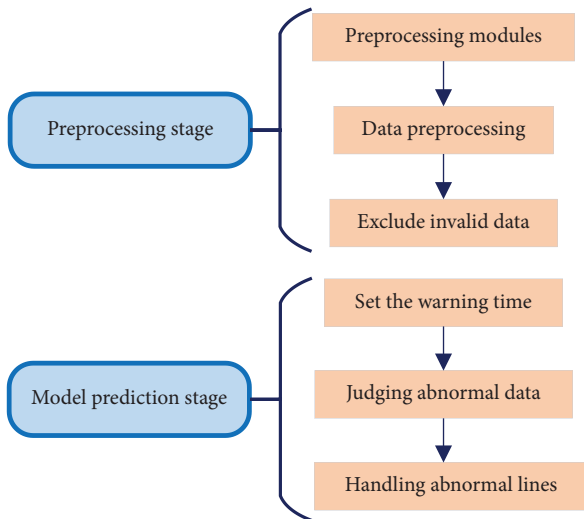 Preprocessing modules
Preprocessing stage
Data preprocessing
Exclude invalid data
Set the warning time
Model prediction stage
Judging abnormal data
Handling abnormal lines